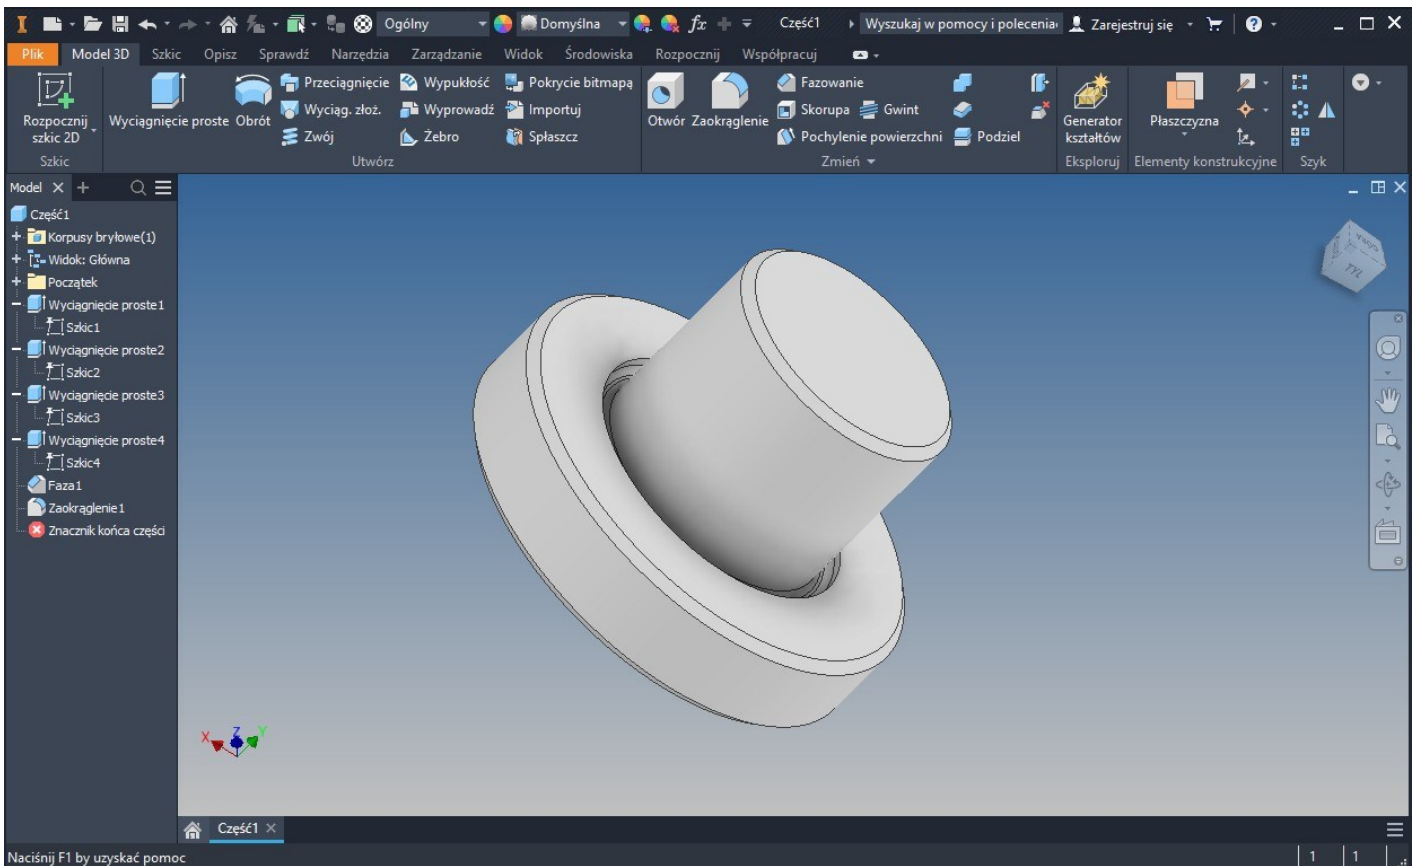 Ogólny
Domyślna
fx
Część1
Wyszukaj w pomocy i polecenia
Zarejestruj się
Plik Model 3D Szkic Opisz Sprawdź Narzędzia Zarządzanie Widok Środowiska Rozpocznij Współpracuj
Rozpocznij
szkic 2D
Szkic
Wyciągnięcie proste
Obrót
Przeciągnięcie
Wypukłość
Pokrycie bitmapą
Wyciąg. złoż.
Wyprowadź
Importuj
Zwój
Żebro
Spłaszcz
Utwórz
Otwór
Zaokrąglenie
Fazowanie
Skorupa
Gwint
Pochylenie powierzchni
Podziel
Zmień
Generator
kształtów
Eksploruj
Płaszczyzna
Elementy konstrukcyjne
Szyk
Model
Część1
Korpusy bryłowe(1)
Widok: Główna
Początek
Wyciągnięcie proste1
Szkic1
Wyciągnięcie proste2
Szkic2
Wyciągnięcie proste3
Szkic3
Wyciągnięcie proste4
Szkic4
Faza1
Zaokrąglenie1
Znacznik końca części
TYŁ
X Z Y
Część1
Naciśnij F1 by uzyskać pomoc
1 1